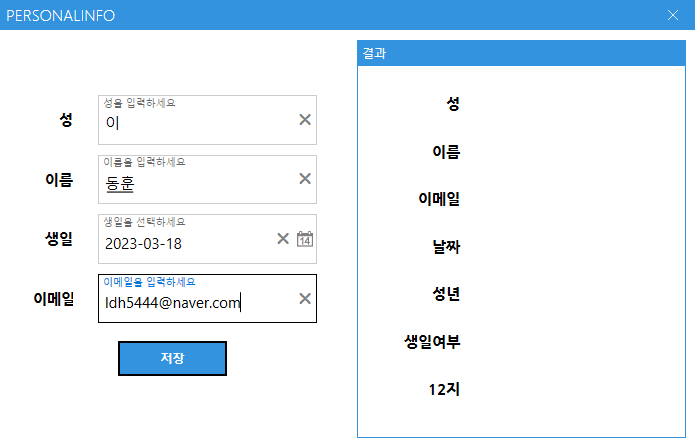 PERSONALINFO
성
성을 입력하세요
이
이름
이름을 입력하세요
동훈
생일
생일을 선택하세요
2023-03-18
14
이메일
이메일을 입력하세요
ldh5444@naver.com
저장
결과
성
이름
이메일
날짜
성년
생일여부
12지